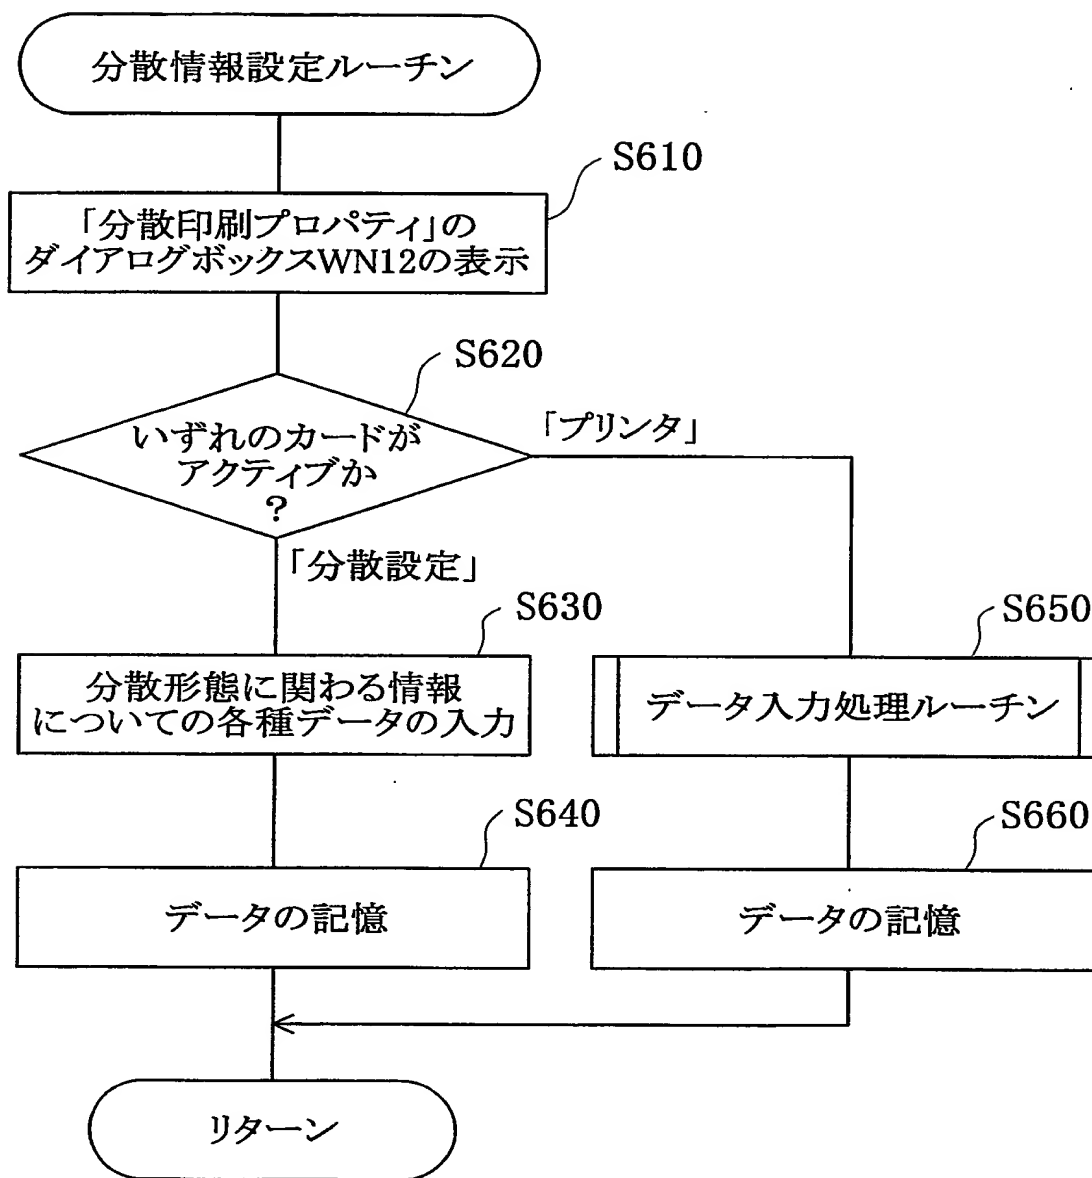 分散情報設定ルーチン
S610
「分散印刷プロパティ」の
ダイアログボックスWN12の表示
S620
いずれのカードが
アクティブか
?
「プリンタ」
「分散設定」
S630
分散形態に関わる情報
についての各種データの入力
S650
データ入力処理ルーチン
S640
データの記憶
S660
データの記憶
リターン